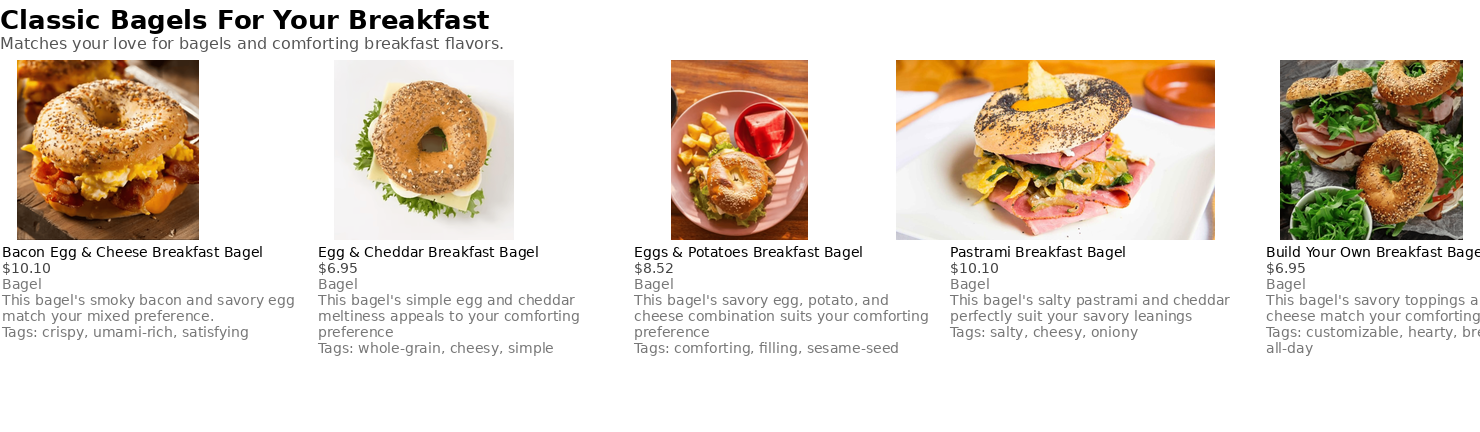 Classic Bagels For Your Breakfast
Matches your love for bagels and comforting breakfast flavors.
Bacon Egg & Cheese Breakfast Bagel
$10.10
Bagel
This bagel's smoky bacon and savory egg
match your mixed preference.
Tags: crispy, umami-rich, satisfying
Egg & Cheddar Breakfast Bagel
$6.95
Bagel
This bagel's simple egg and cheddar
meltiness appeals to your comforting
preference
Tags: whole-grain, cheesy, simple
Eggs & Potatoes Breakfast Bagel
$8.52
Bagel
This bagel's savory egg, potato, and
cheese combination suits your comforting
preference
Tags: comforting, filling, sesame-seed
Pastrami Breakfast Bagel
$10.10
Bagel
This bagel's salty pastrami and cheddar
perfectly suit your savory leanings
Tags: salty, cheesy, oniony
Build Your Own Breakfast
$6.95
Bagel
This bagel's savory toppings
cheese match your comforting
Tags: customizable, hearty,
all-day